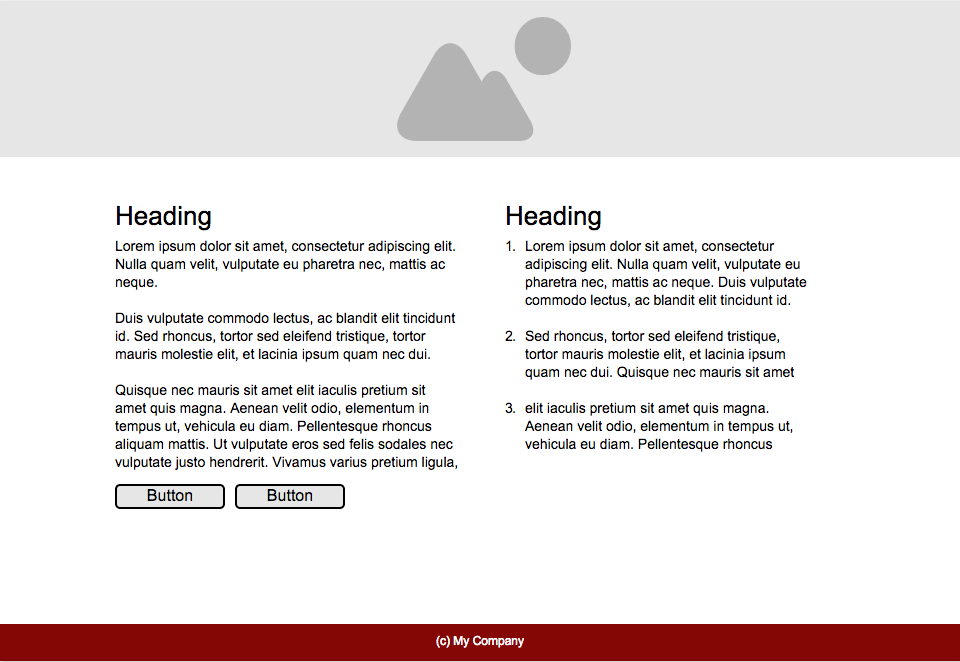 Heading
Lorem ipsum dolor sit amet, consectetur adipiscing elit.
Nulla quam velit, vulputate eu pharetra nec, mattis ac
neque.
Duis vulputate commodo lectus, ac blandit elit tincidunt
id. Sed rhoncus, tortor sed eleifend tristique, tortor
mauris molestie elit, et lacinia ipsum quam nec dui.
Quisque nec mauris sit amet elit iaculis pretium sit
amet quis magna. Aenean velit odio, elementum in
tempus ut, vehicula eu diam. Pellentesque rhoncus
aliquam mattis. Ut vulputate eros sed felis sodales nec
vulputate justo hendrerit. Vivamus varius pretium ligula,
Button
Button
Heading
1. Lorem ipsum dolor sit amet, consectetur
adipiscing elit. Nulla quam velit, vulputate eu
pharetra nec, mattis ac neque. Duis vulputate
commodo lectus, ac blandit elit tincidunt id.
2. Sed rhoncus, tortor sed eleifend tristique,
tortor mauris molestie elit, et lacinia ipsum
quam nec dui. Quisque nec mauris sit amet
3. elit iaculis pretium sit amet quis magna.
Aenean velit odio, elementum in tempus ut,
vehicula eu diam. Pellentesque rhoncus
(c) My Company